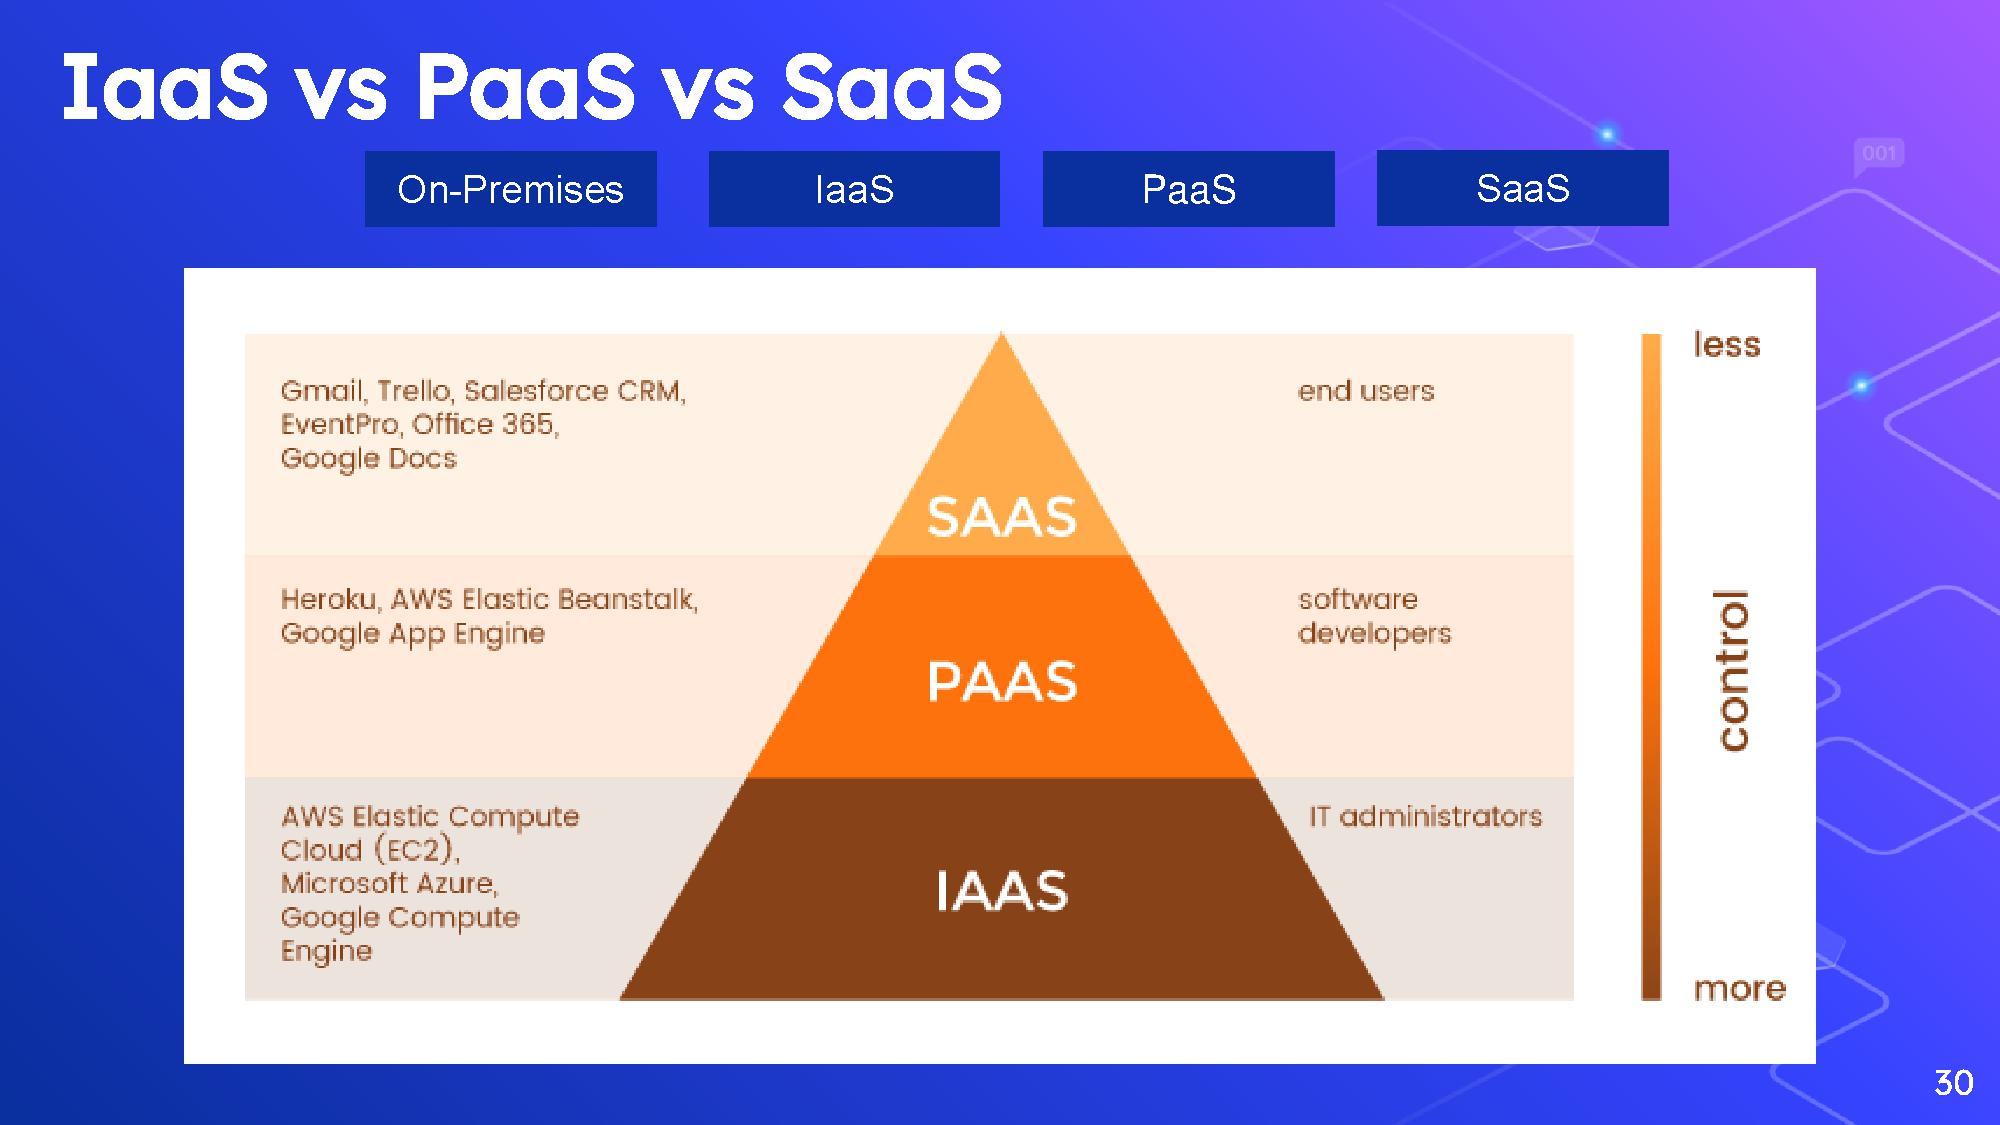 IaaS vs PaaS vs SaaS
On-Premises
IaaS
PaaS
SaaS
001
Gmail, Trello, Salesforce CRM,
EventPro, Office 365,
Google Docs
SAAS
end users
less
Heroku, AWS Elastic Beanstalk,
Google App Engine
PAAS
software
developers
control
AWS Elastic Compute
Cloud (EC2),
Microsoft Azure,
Google Compute
Engine
IAAS
IT administrators
more
30